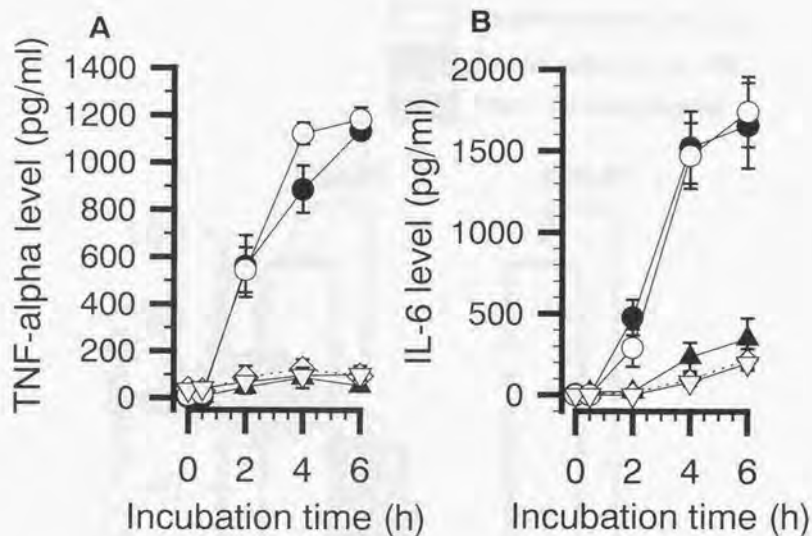 A
TNF-alpha level (pg/ml)
1400
1200
1000
800
600
400
200
0
0 2 4 6
Incubation time (h)
B
IL-6 level (pg/ml)
2000
1500
1000
500
0
0 2 4 6
Incubation time (h)